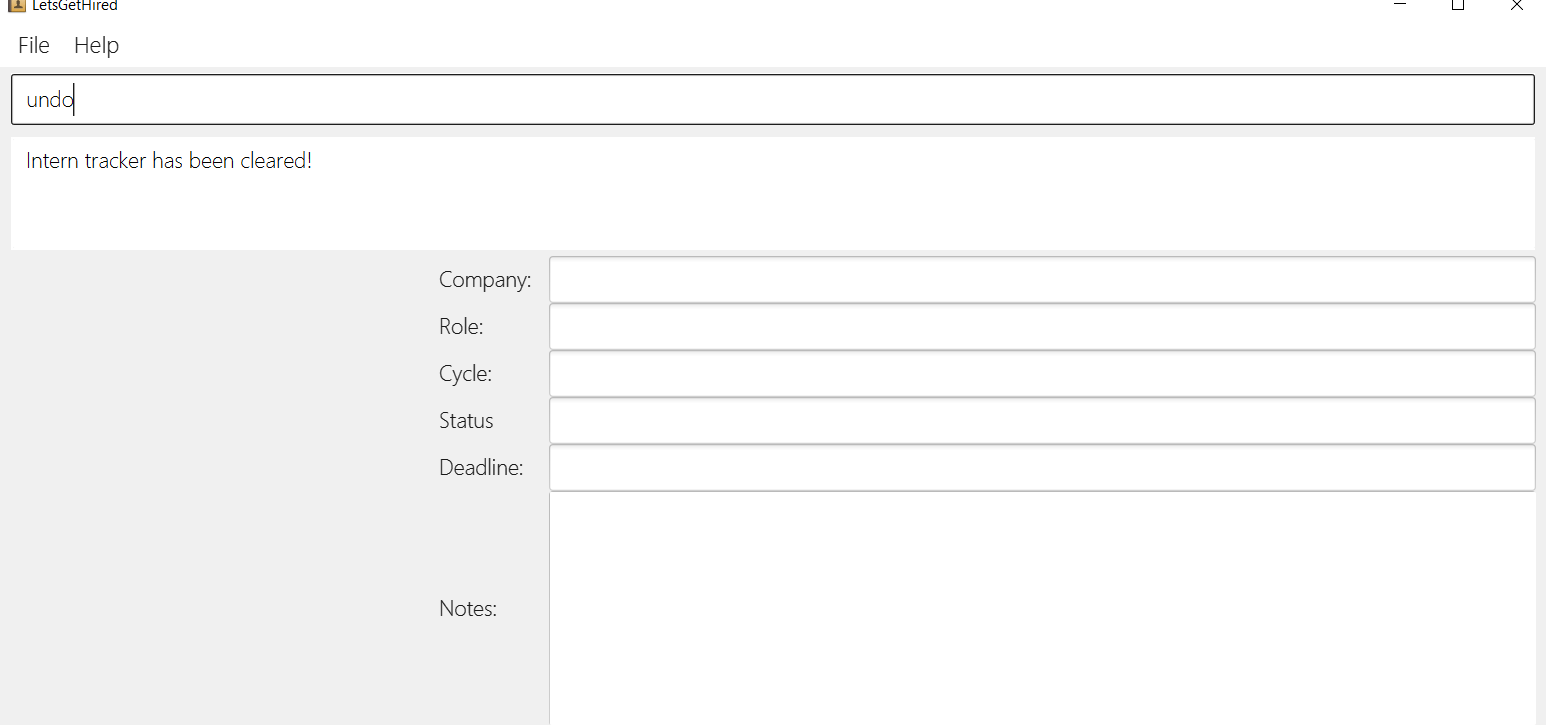 LetsGetHired
File Help
undo
Intern tracker has been cleared!
Company:
Role:
Cycle:
Status
Deadline:
Notes: